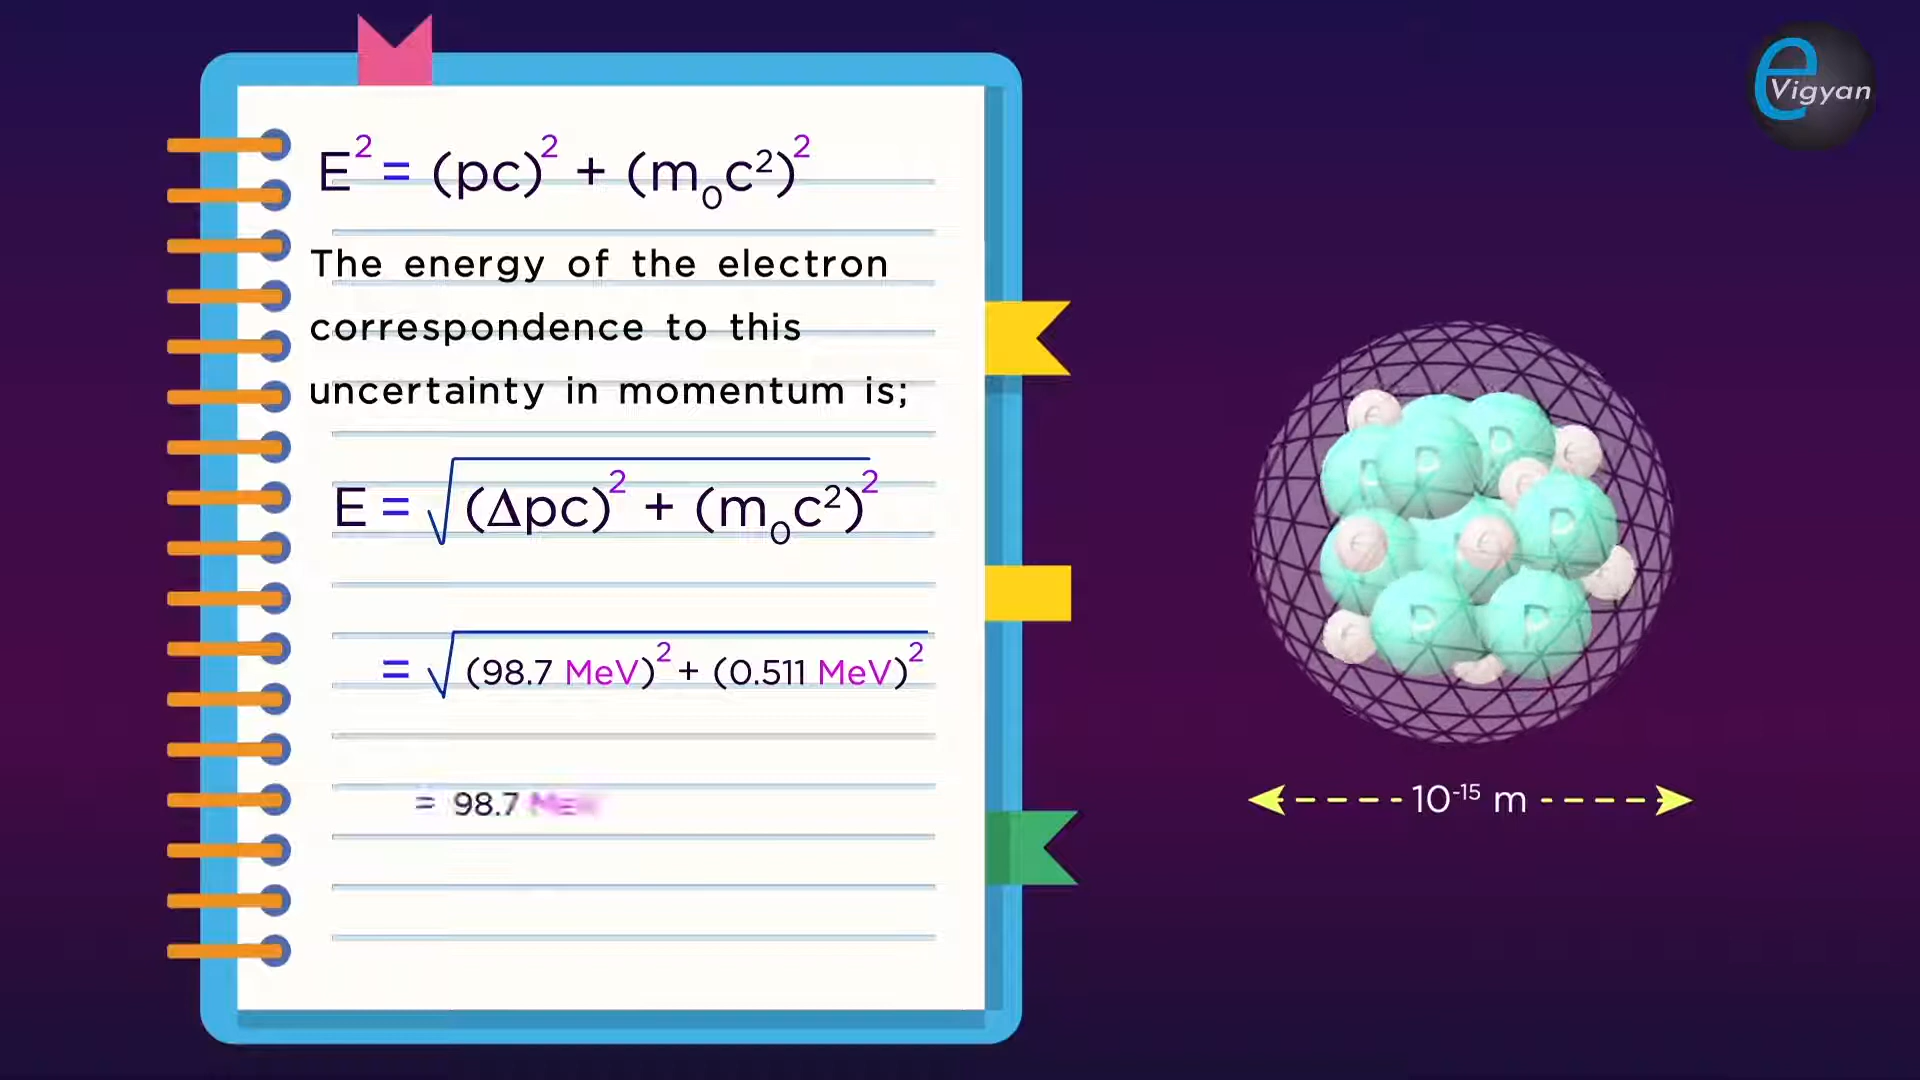 e
Vigyan
E² = (pc)² + (m₀c²)²
The energy of the electron
correspondence to this
uncertainty in momentum is;
E = √(Δpc)² + (m₀c²)²
= √(98.7 MeV)² + (0.511 MeV)²
= 98.7 MeV
10⁻¹⁵ m